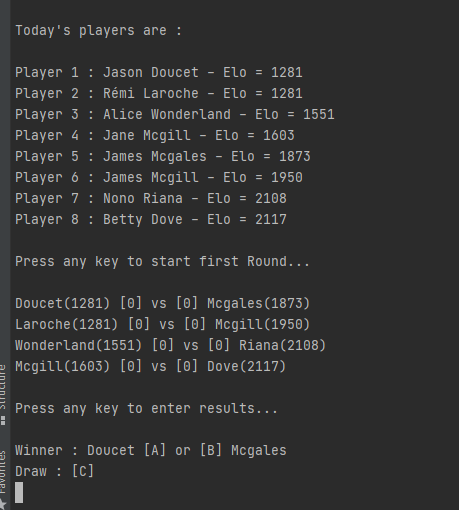 Today's players are :
Player 1 : Jason Doucet – Elo = 1281
Player 2 : Rémi Laroche – Elo = 1281
Player 3 : Alice Wonderland – Elo = 1551
Player 4 : Jane Mcgill – Elo = 1603
Player 5 : James Mcgales – Elo = 1873
Player 6 : James Mcgill – Elo = 1950
Player 7 : Nono Riana – Elo = 2108
Player 8 : Betty Dove – Elo = 2117
Press any key to start first Round...
Doucet(1281) [0] vs [0] Mcgales(1873)
Laroche(1281) [0] vs [0] Mcgill(1950)
Wonderland(1551) [0] vs [0] Riana(2108)
Mcgill(1603) [0] vs [0] Dove(2117)
Press any key to enter results...
Winner : Doucet [A] or [B] Mcgales
Draw : [C]
Structure
Favorites